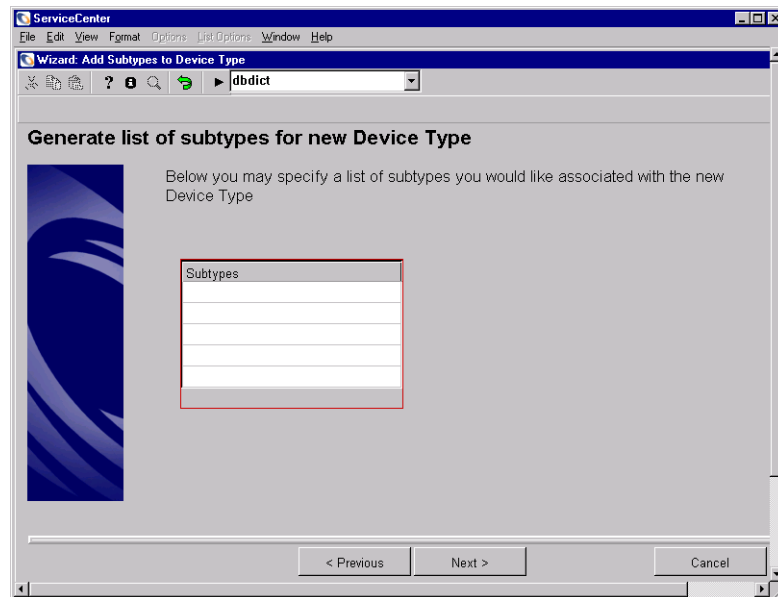 ServiceCenter
File Edit View Format Options List Options Window Help
Wizard: Add Subtypes to Device Type
dbdict
Generate list of subtypes for new Device Type
Below you may specify a list of subtypes you would like associated with the new
Device Type
Subtypes
< Previous Next > Cancel